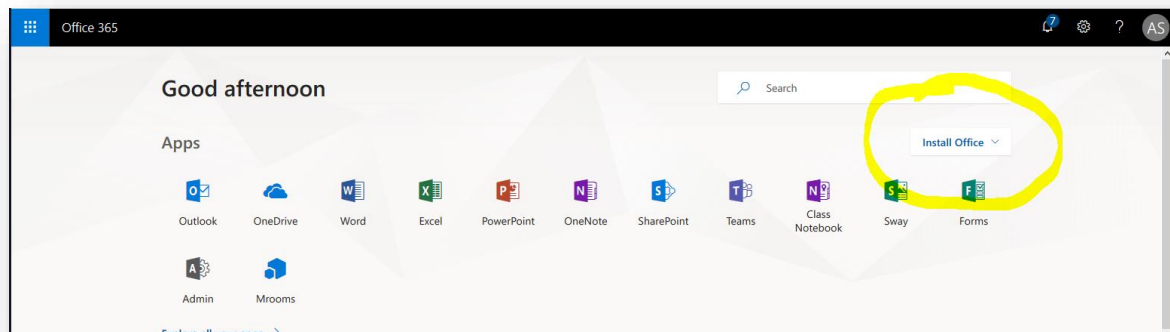 Office 365
7
?
AS
Good afternoon
Search
Apps
Install Office
Outlook
OneDrive
Word
Excel
PowerPoint
OneNote
SharePoint
Teams
Class
Notebook
Sway
Forms
Admin
Mrooms